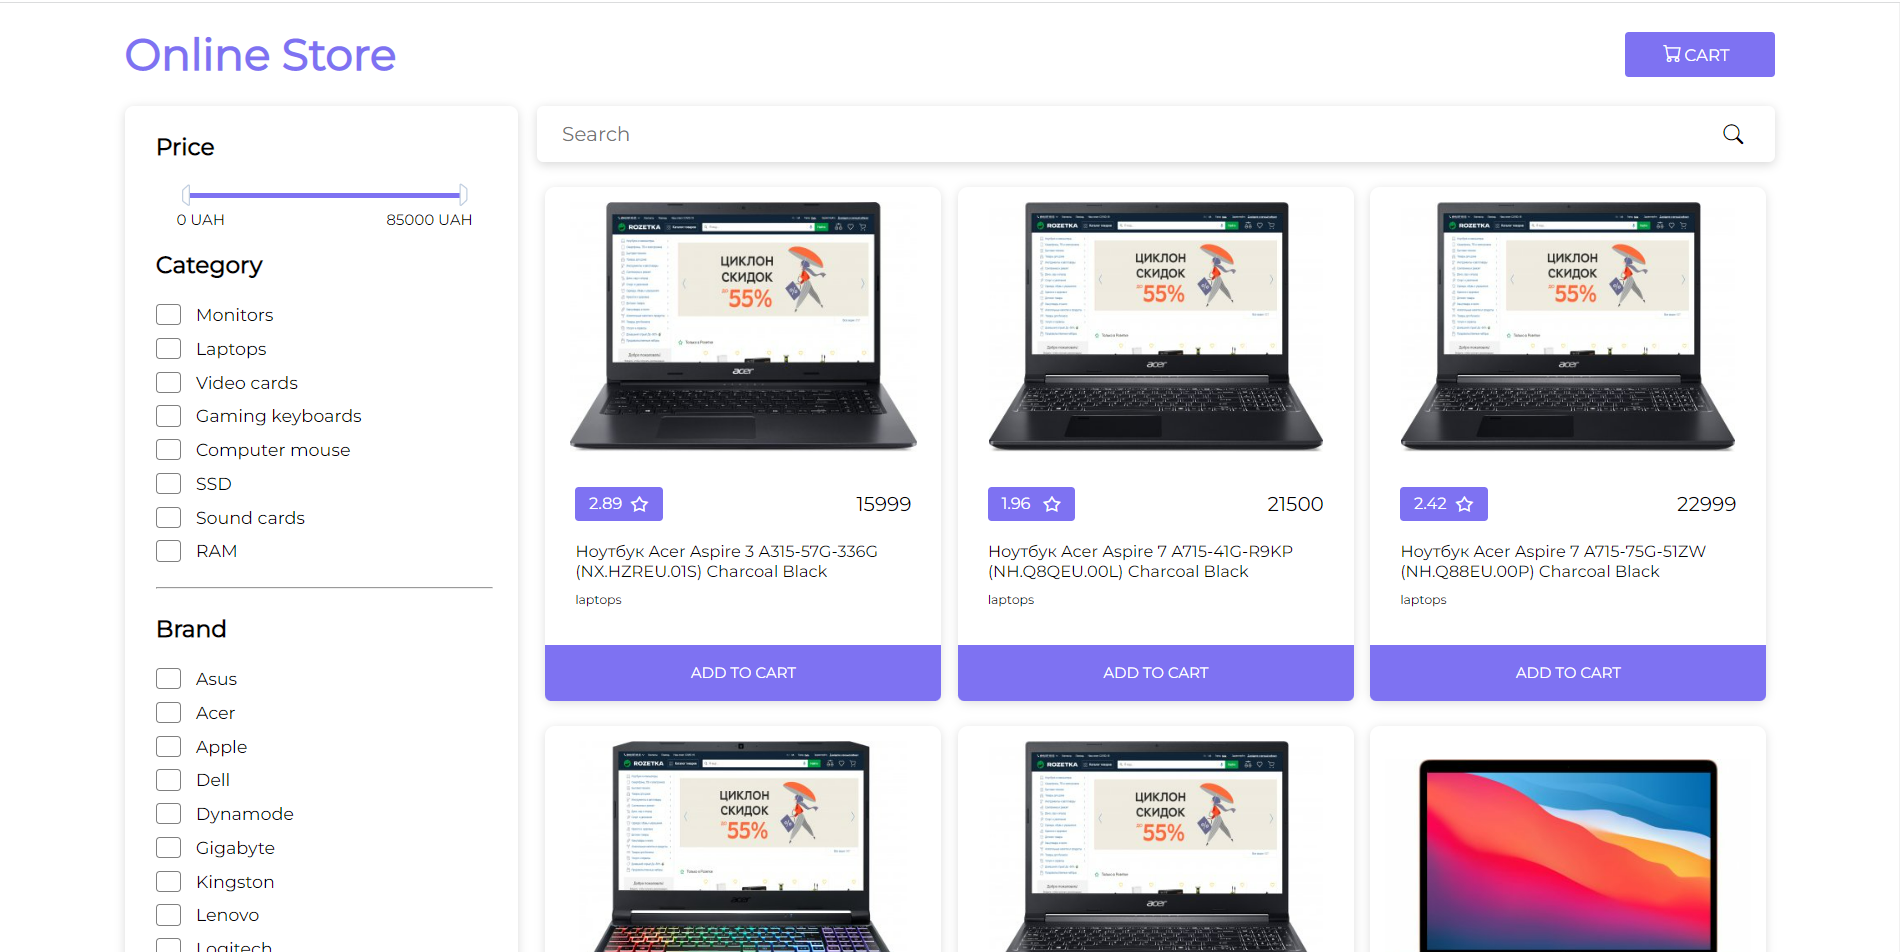 Online Store
CART
Price
0 UAH
85000 UAH
Category
Monitors
Laptops
Video cards
Gaming keyboards
Computer mouse
SSD
Sound cards
RAM
Brand
Asus
Acer
Apple
Dell
Dynamode
Gigabyte
Kingston
Lenovo
Logitech
Search
ROZETKA
ЦИКЛОН
СКИДОК
ДО 55%
acer
2.89
15999
Ноутбук Acer Aspire 3 A315-57G-336G
(NX.HZREU.01S) Charcoal Black
laptops
ADD TO CART
ROZETKA
ЦИКЛОН
СКИДОК
ДО 55%
acer
1.96
21500
Ноутбук Acer Aspire 7 A715-41G-R9KP
(NH.Q8QEU.00L) Charcoal Black
laptops
ADD TO CART
ROZETKA
ЦИКЛОН
СКИДОК
ДО 55%
acer
2.42
22999
Ноутбук Acer Aspire 7 A715-75G-51ZW
(NH.Q88EU.00P) Charcoal Black
laptops
ADD TO CART
ROZETKA
ЦИКЛОН
СКИДОК
ДО 55%
acer
ROZETKA
ЦИКЛОН
СКИДОК
ДО 55%
acer